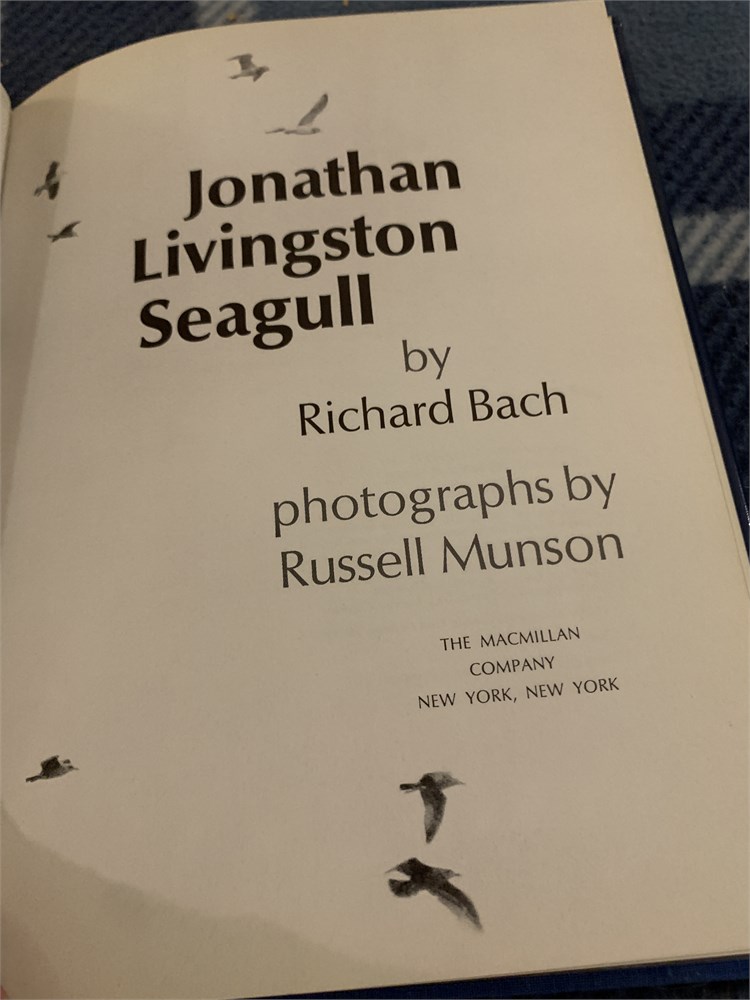 Jonathan
Livingston
Seagull
by
Richard Bach
photographs by
Russell Munson
THE MACMILLAN
COMPANY
NEW YORK, NEW YORK